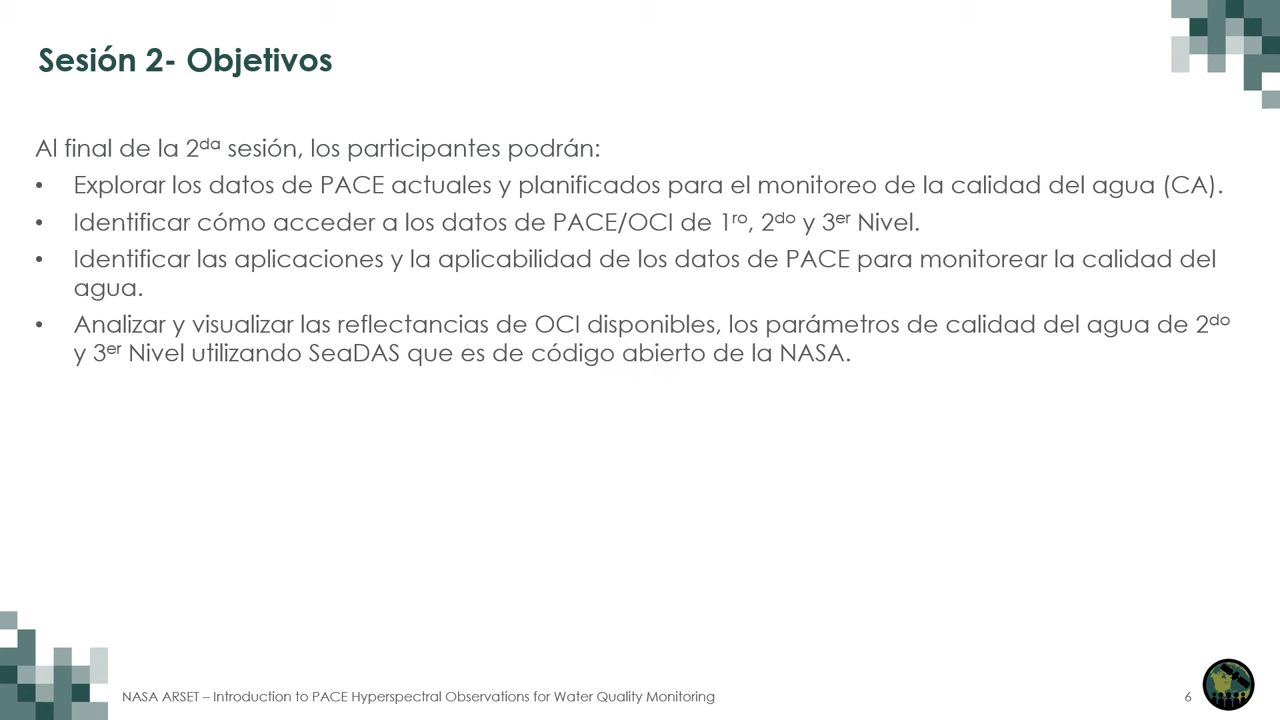 Sesión 2- Objetivos
Al final de la 2da sesión, los participantes podrán:
• Explorar los datos de PACE actuales y planificados para el monitoreo de la calidad del agua (CA).
• Identificar cómo acceder a los datos de PACE/OCI de 1ro, 2do y 3er Nivel.
• Identificar las aplicaciones y la aplicabilidad de los datos de PACE para monitorear la calidad del
agua.
• Analizar y visualizar las reflectancias de OCI disponibles, los parámetros de calidad del agua de 2do
y 3er Nivel utilizando SeaDAS que es de código abierto de la NASA.
NASA ARSET – Introduction to PACE Hyperspectral Observations for Water Quality Monitoring
6